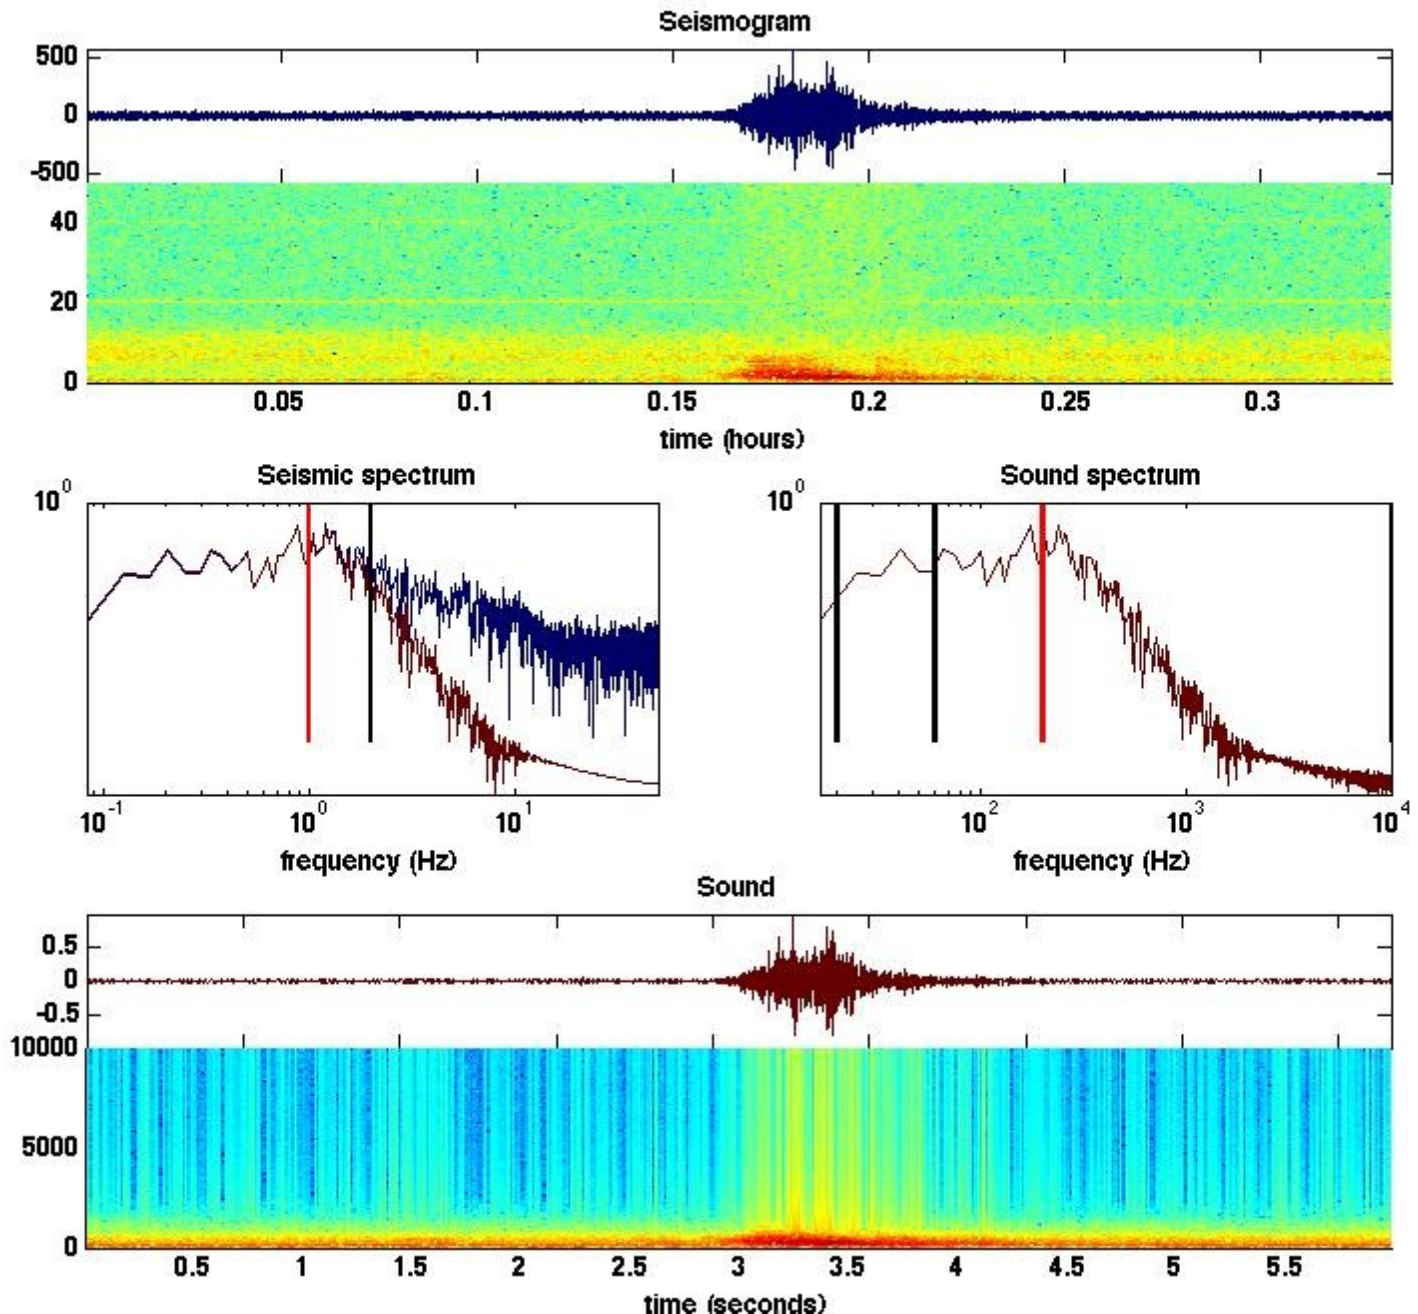 Seismogram
500
0
-500
40
20
0
0.05 0.1 0.15 0.2 0.25 0.3
time (hours)
Seismic spectrum
10^0
10^-1 10^0 10^1
frequency (Hz)
Sound spectrum
10^0
10^2 10^3 10^4
frequency (Hz)
Sound
0.5
0
-0.5
10000
5000
0
0.5 1 1.5 2 2.5 3 3.5 4 4.5 5 5.5
time (seconds)